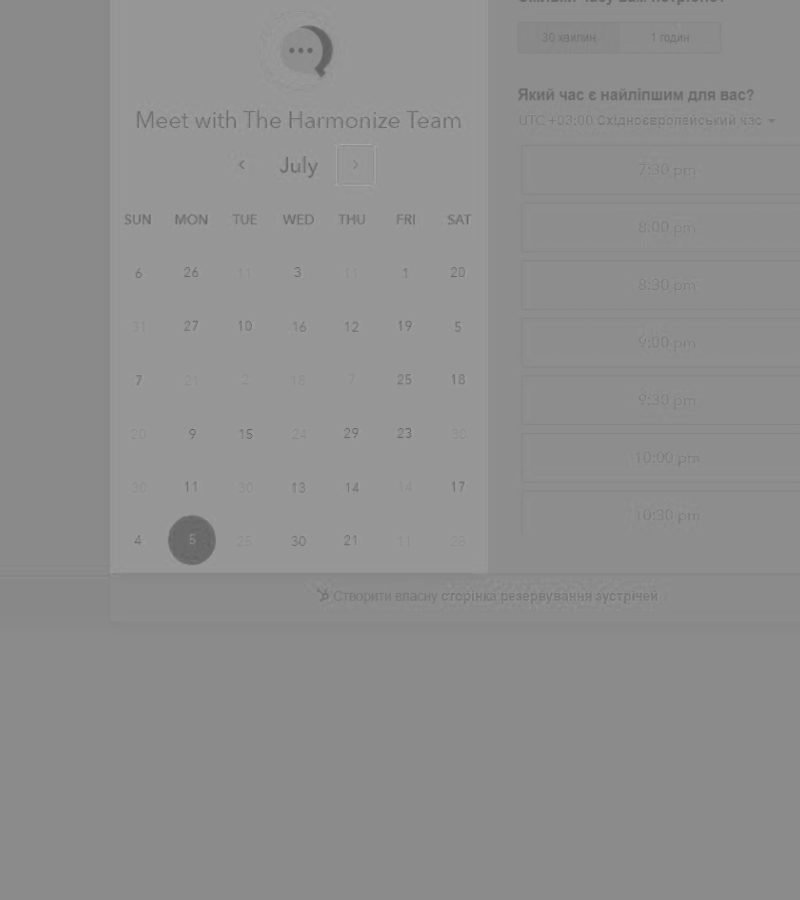 30 хвилин 1 годин
Який час є найліпшим для вас?
UTC +03:00 Східноєвропейський час
Meet with The Harmonize Team
July
SUN MON TUE WED THU FRI SAT
6 26 11 3 11 1 20
31 27 10 16 12 19 5
7 21 2 18 7 25 18
20 9 15 24 29 23 30
30 11 30 13 14 14 17
4 5 25 30 21 11 28
7:30 pm
8:00 pm
8:30 pm
9:00 pm
9:30 pm
10:00 pm
10:30 pm
Створити власну сторінка резервування зустрічей